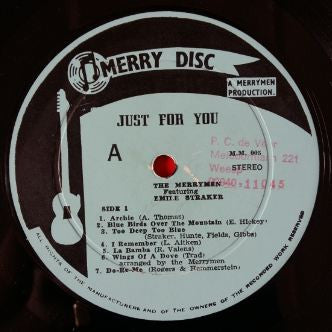 MERRY DISC
A MERRYMEN
PRODUCTION.
JUST FOR YOU
A
P. C. de
221
M.M. 005
STEREO
THE MERRYMEN
Featuring
EMILE STRAKER
SIDE 1
1. Archie (A. Thomas)
2. Blue Birds Over The Mountain (E. Hickey)
3. Too Deep Too Blue
(Straker, Hunte, Fields, Gibbs)
4. I Remember (L. Aitken)
5. La Bamba (R. Valens)
6. Wings Of A Dove (Trad)
arranged by the Merrymen
7. Do-Re-Me (Rogers & Hammerstein)
ALL RIGHTS OF THE MANUFACTURERS AND OF THE OWNERS OF THE RECORDED WORK RESERVED